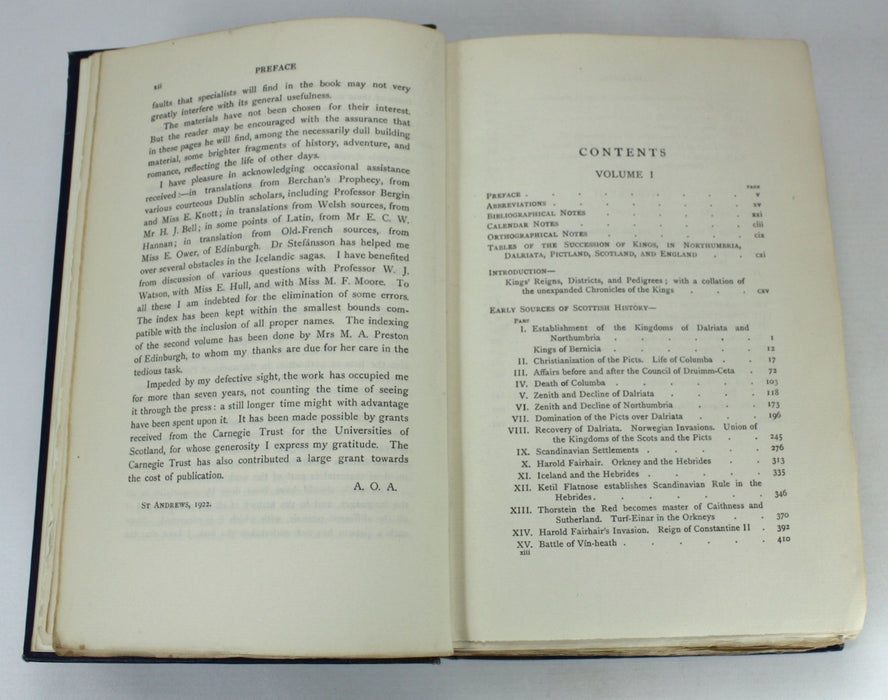 PREFACE
xii
faults that specialists will find in the book may not very
greatly interfere with its general usefulness.
The materials have not been chosen for their interest.
But the reader may be encouraged with the assurance that
in these pages he will find, among the necessarily dull building
material, some brighter fragments of history, adventure, and
romance, reflecting the life of other days.
I have pleasure in acknowledging occasional assistance
received:—in translations from Berchan's Prophecy, from
various courteous Dublin scholars, including Professor Bergin
and Miss E. Knott; in translations from Welsh sources, from
Mr H. J. Bell; in some points of Latin, from Mr E. C. W.
Hannan; in translation from Old-French sources, from
Miss E. Ower, of Edinburgh. Dr Stefánsson has helped me
over several obstacles in the Icelandic sagas. I have benefited
from discussion of various questions with Professor W. J.
Watson, with Miss E. Hull, and with Miss M. F. Moore. To
all these I am indebted for the elimination of some errors.
The index has been kept within the smallest bounds com-
patible with the inclusion of all proper names. The indexing
of the second volume has been done by Mrs M. A. Preston
of Edinburgh, to whom my thanks are due for her care in the
tedious task.
Impeded by my defective sight, the work has occupied me
for more than seven years, not counting the time of seeing
it through the press: a still longer time might with advantage
have been spent upon it. It has been made possible by grants
received from the Carnegie Trust for the Universities of
Scotland, for whose generosity I express my gratitude. The
Carnegie Trust has also contributed a large grant towards
the cost of publication.
A. O. A.
ST ANDREWS, 1922.
CONTENTS
VOLUME I
PAGE
PREFACE . . . . . . . . v
ABBREVIATIONS . . . . . . . xv
BIBLIOGRAPHICAL NOTES . . . . . . xxi
CALENDAR NOTES . . . . . . . clii
ORTHOGRAPHICAL NOTES . . . . . . cix
TABLES OF THE SUCCESSION OF KINGS, IN NORTHUMBRIA,
DALRIATA, PICTLAND, SCOTLAND, AND ENGLAND . . cxi
INTRODUCTION—
Kings' Reigns, Districts, and Pedigrees; with a collation of
the unexpanded Chronicles of the Kings . . . cxv
EARLY SOURCES OF SCOTTISH HISTORY—
PART
I. Establishment of the Kingdoms of Dalriata and
Northumbria . . . . . . 1
Kings of Bernicia . . . . . 12
II. Christianization of the Picts. Life of Columba . . 17
III. Affairs before and after the Council of Druimm-Ceta . 72
IV. Death of Columba . . . . . 103
V. Zenith and Decline of Dalriata . . . . 118
VI. Zenith and Decline of Northumbria . . . . 175
VII. Domination of the Picts over Dalriata . . . 196
VIII. Recovery of Dalriata. Norwegian Invasions. Union of
the Kingdoms of the Scots and the Picts . . 245
IX. Scandinavian Settlements . . . . . 276
X. Harold Fairhair. Orkney and the Hebrides . . 313
XI. Iceland and the Hebrides . . . . . 335
XII. Ketil Flatnose establishes Scandinavian Rule in the
Hebrides . . . . . . . 346
XIII. Thorstein the Red becomes master of Caithness and
Sutherland. Turf-Einar in the Orkneys . . 370
XIV. Harold Fairhair's Invasion. Reign of Constantine II . 392
XV. Battle of Vín-heath . . . . . . 410
xiii